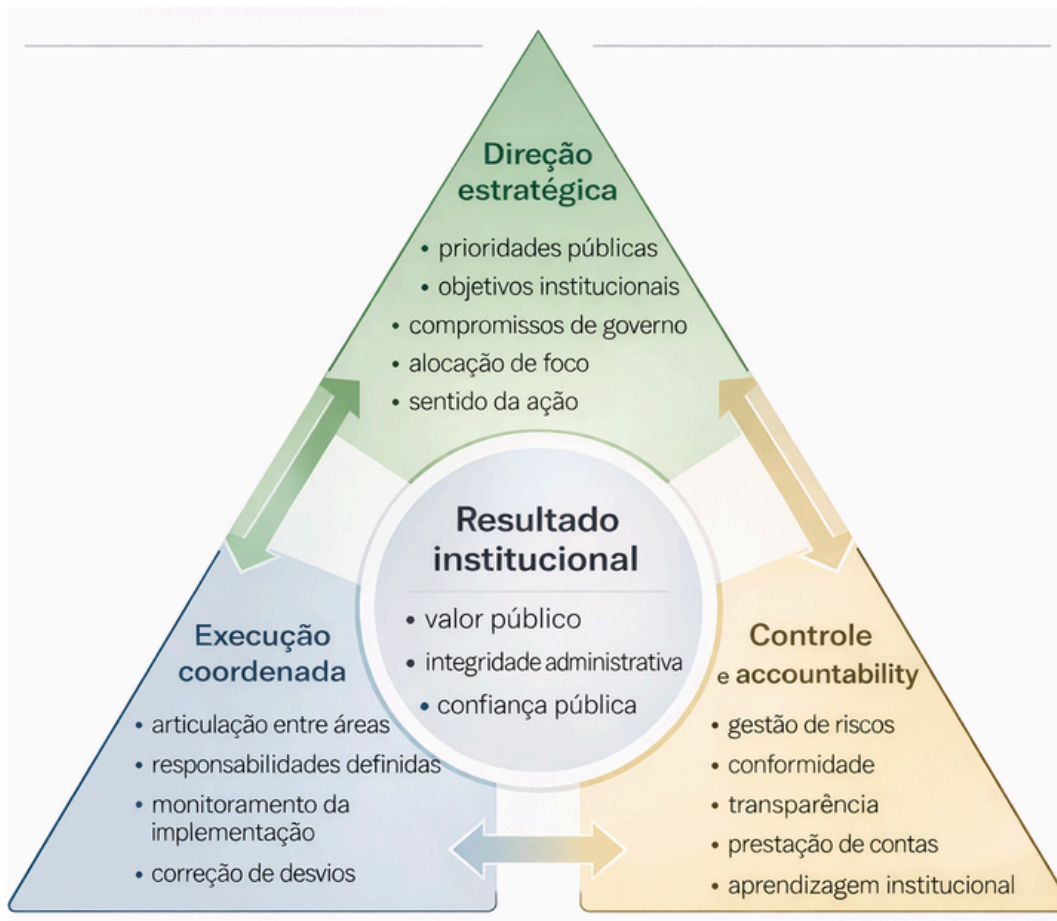 Direção
estratégica
• prioridades públicas
• objetivos institucionais
• compromissos de governo
• alocação de foco
• sentido da ação
Resultado
institucional
• valor público
• integridade administrativa
• confiança pública
Execução
coordenada
• articulação entre áreas
• responsabilidades definidas
• monitoramento da
implementação
• correção de desvios
Controle
e accountability
• gestão de riscos
• conformidade
• transparência
• prestação de contas
• aprendizagem institucional